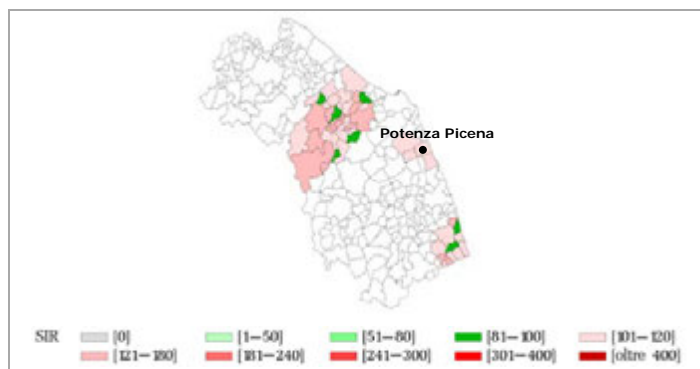 Potenza Picena
SIR [0] [1—50] [51—80] [81—100] [101—120]
[121—180] [181—240] [241—300] [301—400] [oltre 400]